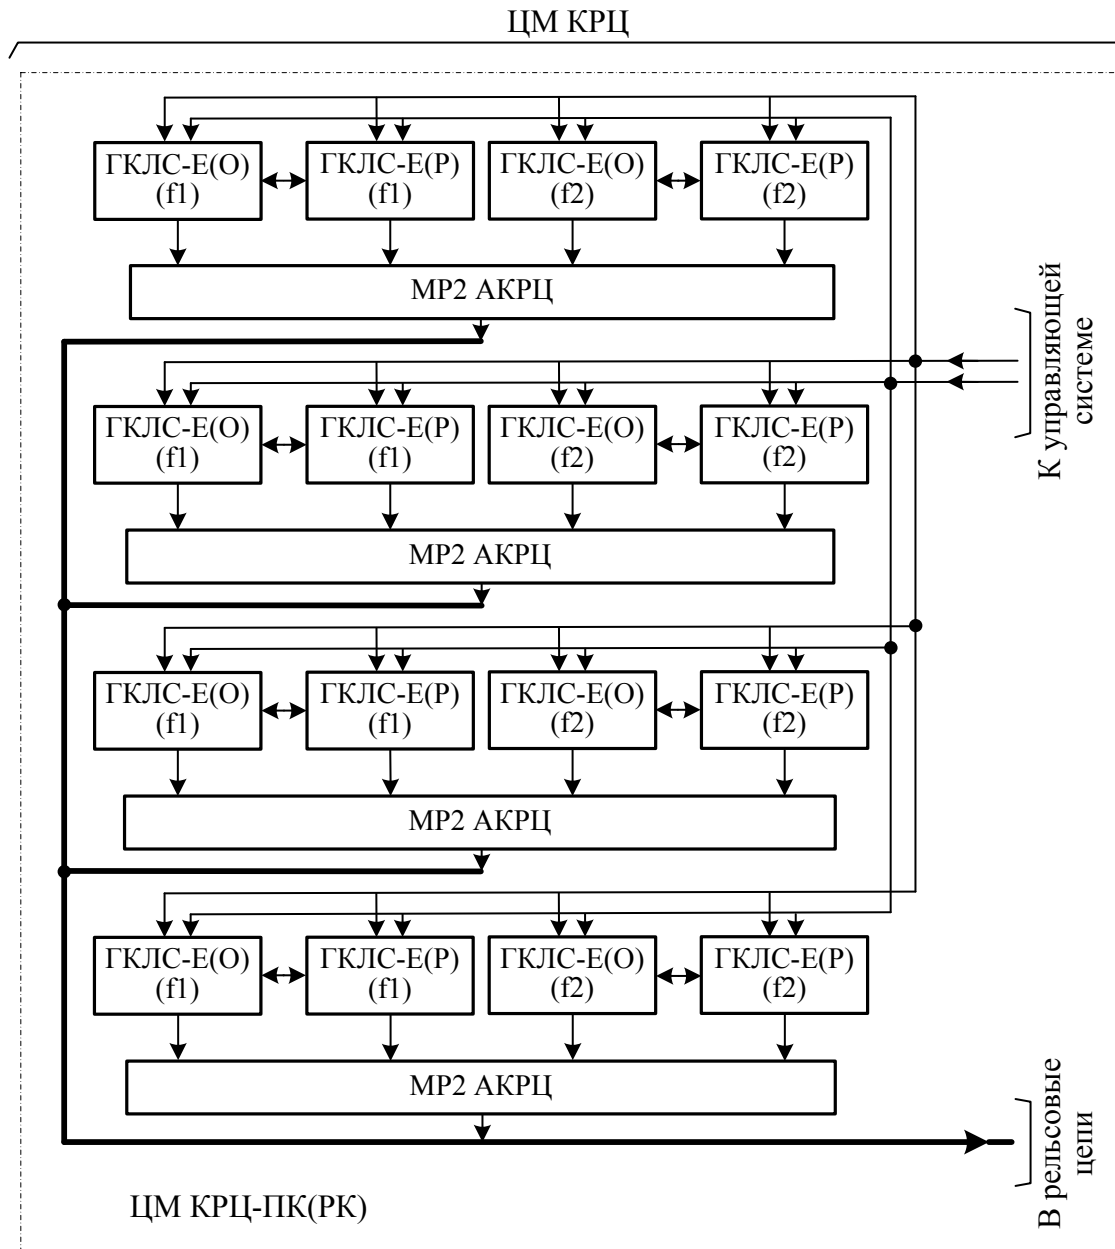 ЦМ КРЦ
ГКЛС-Е(О) ГКЛС-Е(Р) ГКЛС-Е(О) ГКЛС-Е(Р)
(f1) (f1) (f2) (f2)
МР2 АКРЦ
К управляющей
системе
ГКЛС-Е(О) ГКЛС-Е(Р) ГКЛС-Е(О) ГКЛС-Е(Р)
(f1) (f1) (f2) (f2)
МР2 АКРЦ
ГКЛС-Е(О) ГКЛС-Е(Р) ГКЛС-Е(О) ГКЛС-Е(Р)
(f1) (f1) (f2) (f2)
МР2 АКРЦ
ГКЛС-Е(О) ГКЛС-Е(Р) ГКЛС-Е(О) ГКЛС-Е(Р)
(f1) (f1) (f2) (f2)
МР2 АКРЦ
В рельсовые
цепи
ЦМ КРЦ-ПК(РК)